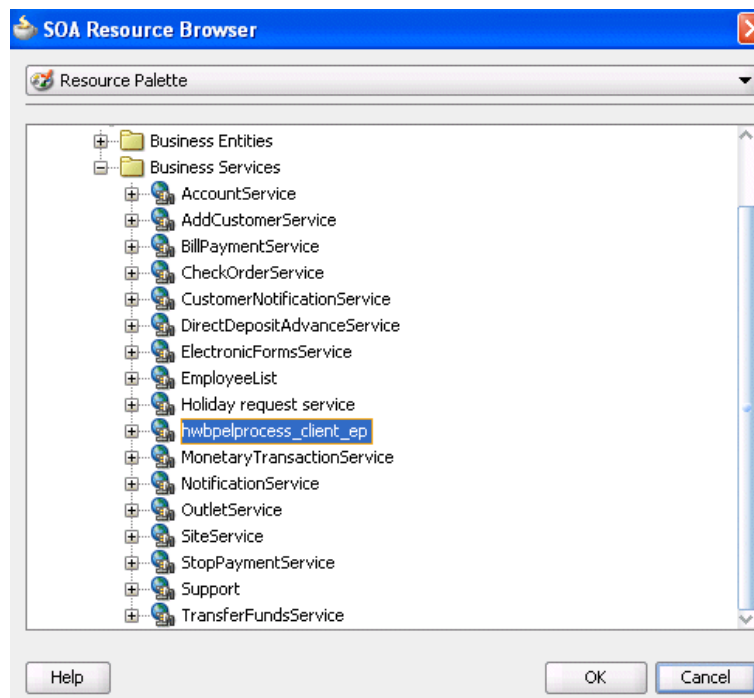 SOA Resource Browser
Resource Palette
Business Entities
Business Services
AccountService
AddCustomerService
BillPaymentService
CheckOrderService
CustomerNotificationService
DirectDepositAdvanceService
ElectronicFormsService
EmployeeList
Holiday request service
hwbpelprocess_client_ep
MonetaryTransactionService
NotificationService
OutletService
SiteService
StopPaymentService
Support
TransferFundsService
Help OK Cancel